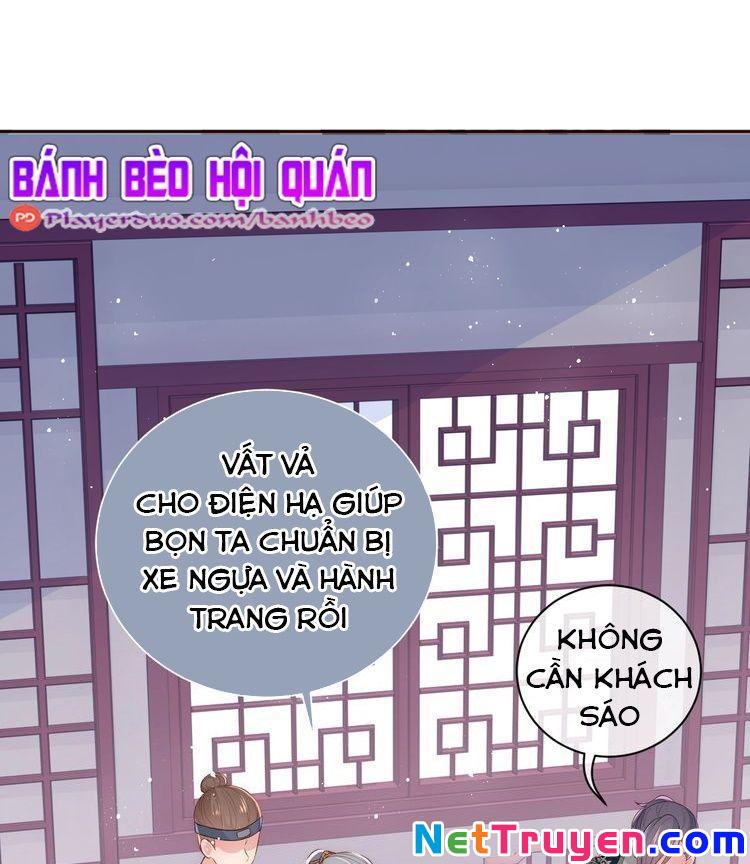 BÁNH BÈO HỘI QUÁN
PD Playerduo.com/banhbeo
VẤT VẢ
CHO ĐIỆN HẠ GIÚP
BỌN TA CHUẨN BỊ
XE NGỰA VÀ HÀNH
TRANG RỒI
KHÔNG
CẦN KHÁCH
SÁO
NetTruyen.com